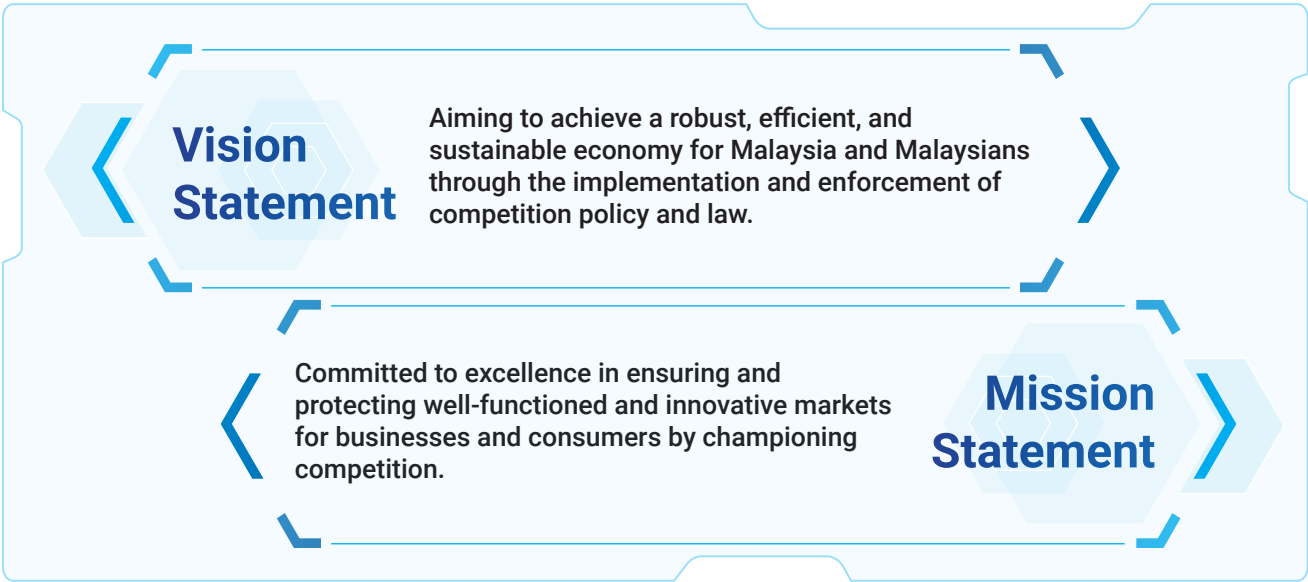 Vision
Statement
Aiming to achieve a robust, efficient, and
sustainable economy for Malaysia and Malaysians
through the implementation and enforcement of
competition policy and law.
Committed to excellence in ensuring and
protecting well-functioned and innovative markets
for businesses and consumers by championing
competition.
Mission
Statement